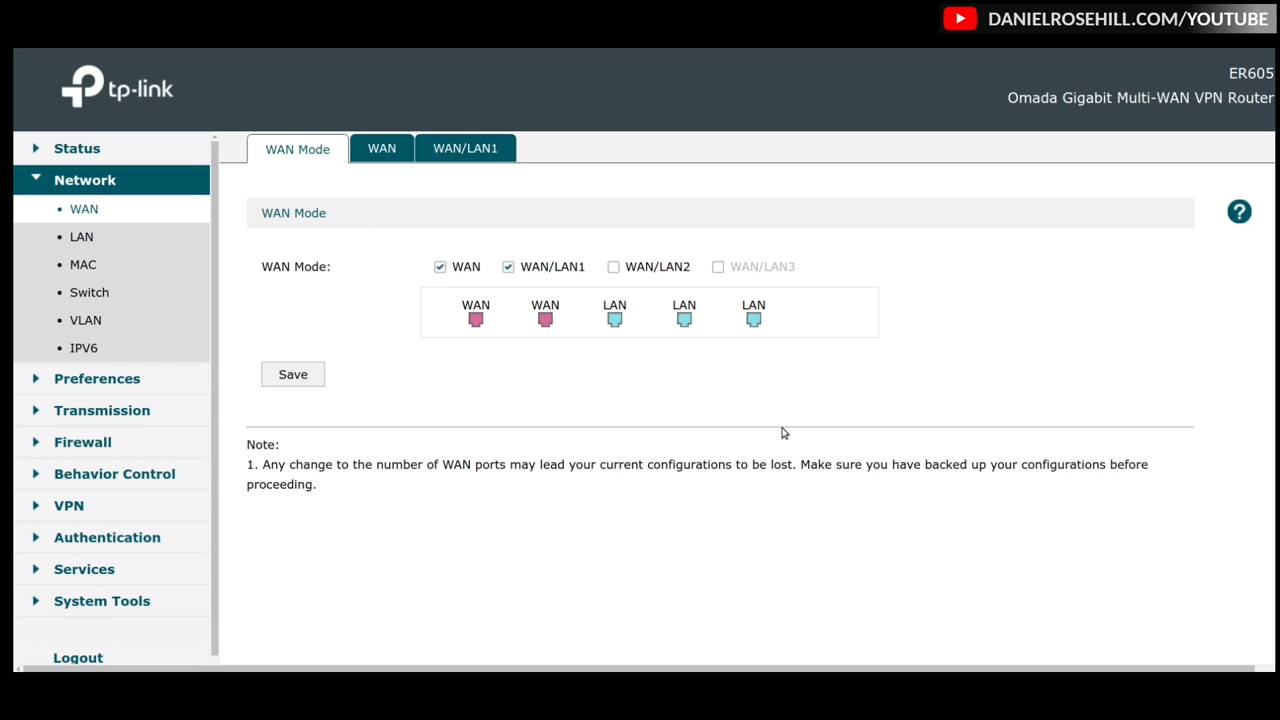 DANIELROSEHILL.COM/YOUTUBE
tp-link
ER605
Omada Gigabit Multi-WAN VPN Router
Status
Network
WAN
LAN
MAC
Switch
VLAN
IPV6
Preferences
Transmission
Firewall
Behavior Control
VPN
Authentication
Services
System Tools
Logout
WAN Mode WAN WAN/LAN1
WAN Mode
?
WAN Mode: WAN WAN/LAN1 WAN/LAN2 WAN/LAN3
WAN WAN LAN LAN LAN
Save
Note:
1. Any change to the number of WAN ports may lead your current configurations to be lost. Make sure you have backed up your configurations before
proceeding.